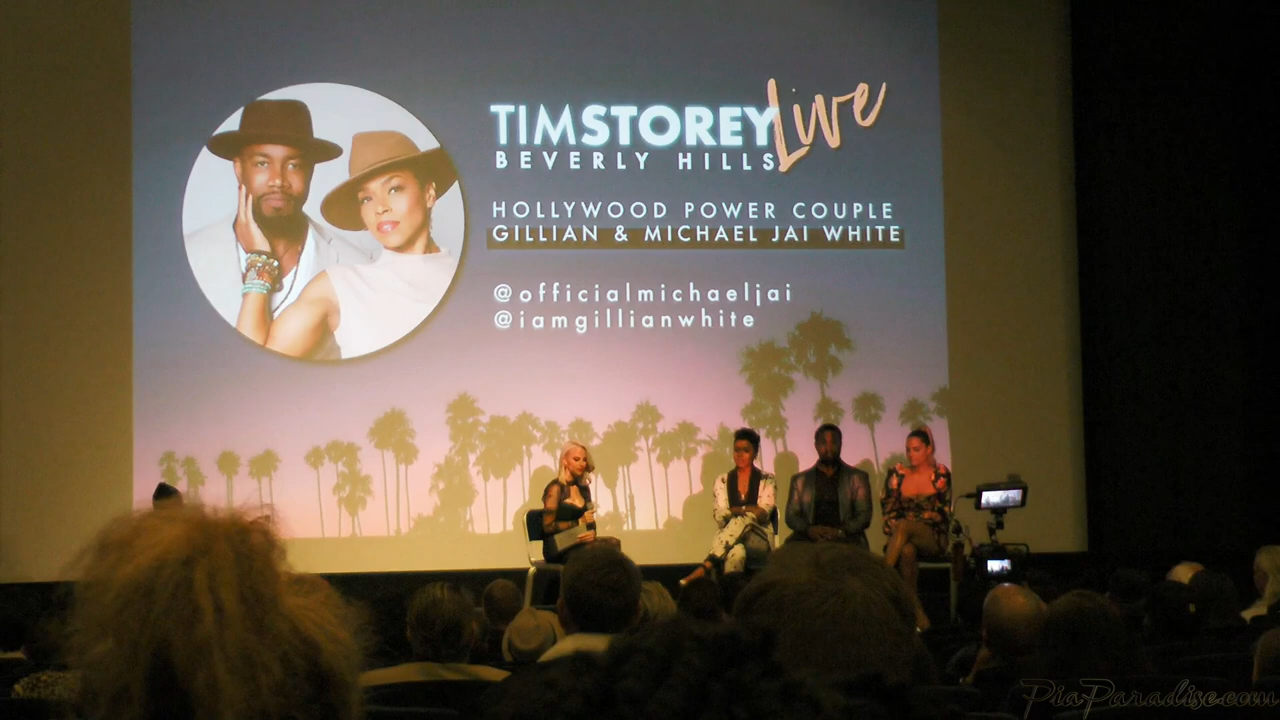 TIMSTOREY Live
BEVERLY HILLS
HOLLYWOOD POWER COUPLE
GILLIAN & MICHAEL JAI WHITE
@officialmichaeljai
@iamgillianwhite
PiaParadise.com